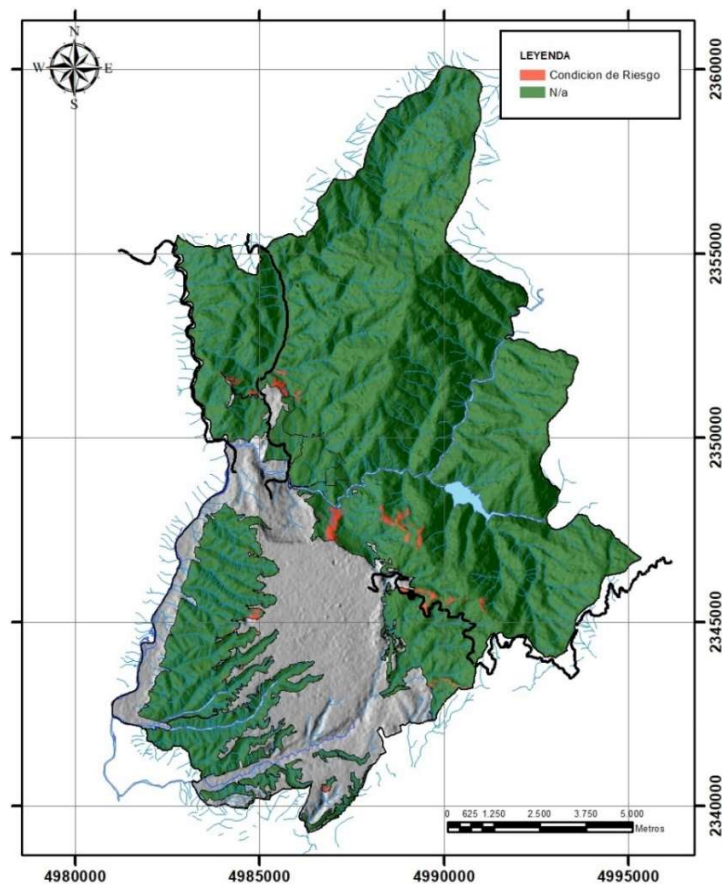 N
W E
S
LEYENDA
Condicion de Riesgo
N/a
2360000
2355000
2350000
2345000
2340000
0 625 1.250 2.500 3.750 5.000
Metros
4980000 4985000 4990000 4995000